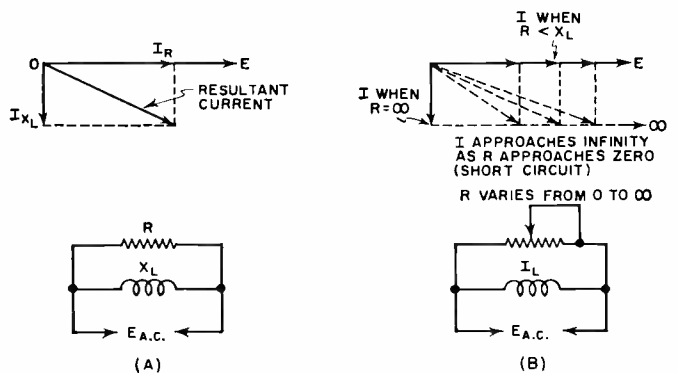 O
I_R
E
RESULTANT
CURRENT
I_XL
R
X_L
E_A.C.
(A)
I WHEN
R < X_L
E
I WHEN
R=∞
∞
I APPROACHES INFINITY
AS R APPROACHES ZERO
(SHORT CIRCUIT)
R VARIES FROM O TO ∞
I_L
E_A.C.
(B)